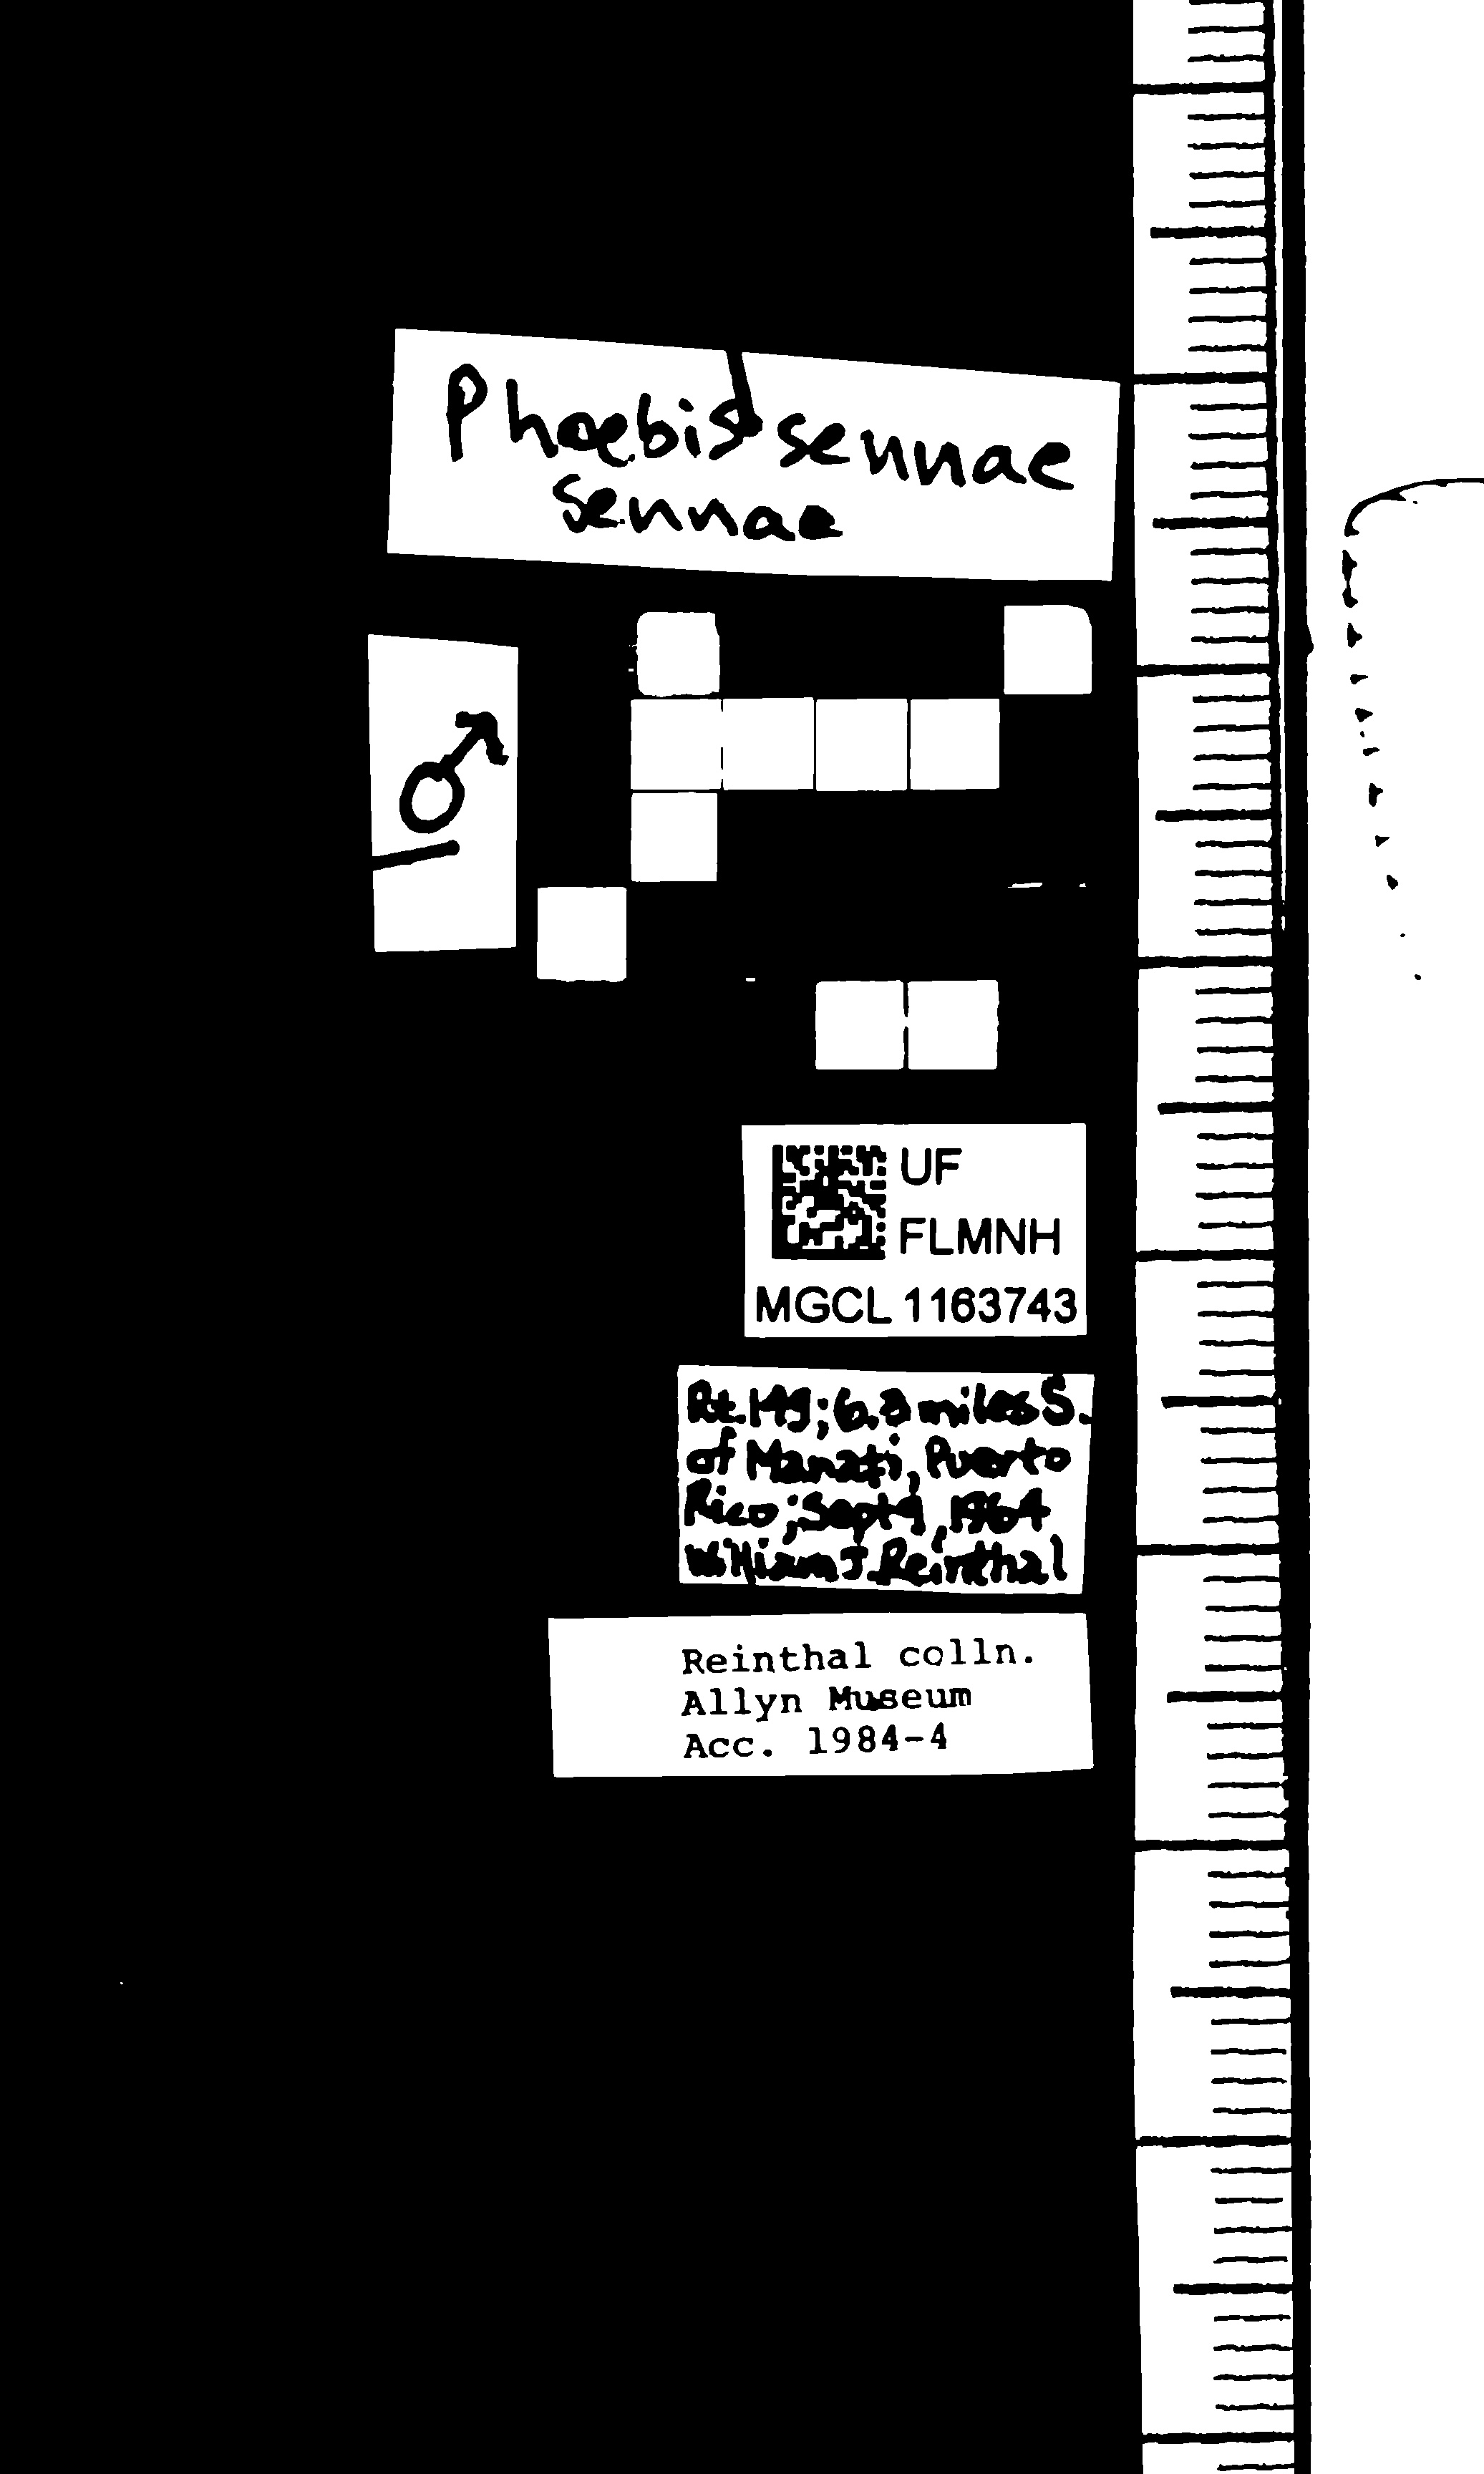 Phoebis sennae
sennae
♂
UF
FLMNH
MGCL 1163743
Rt. 149; 6.8 miles S.
of Manati, Puerto
Rico; Sept 9, 1964
William J. Reinthal
Reinthal colln.
Allyn Museum
Acc. 1984-4